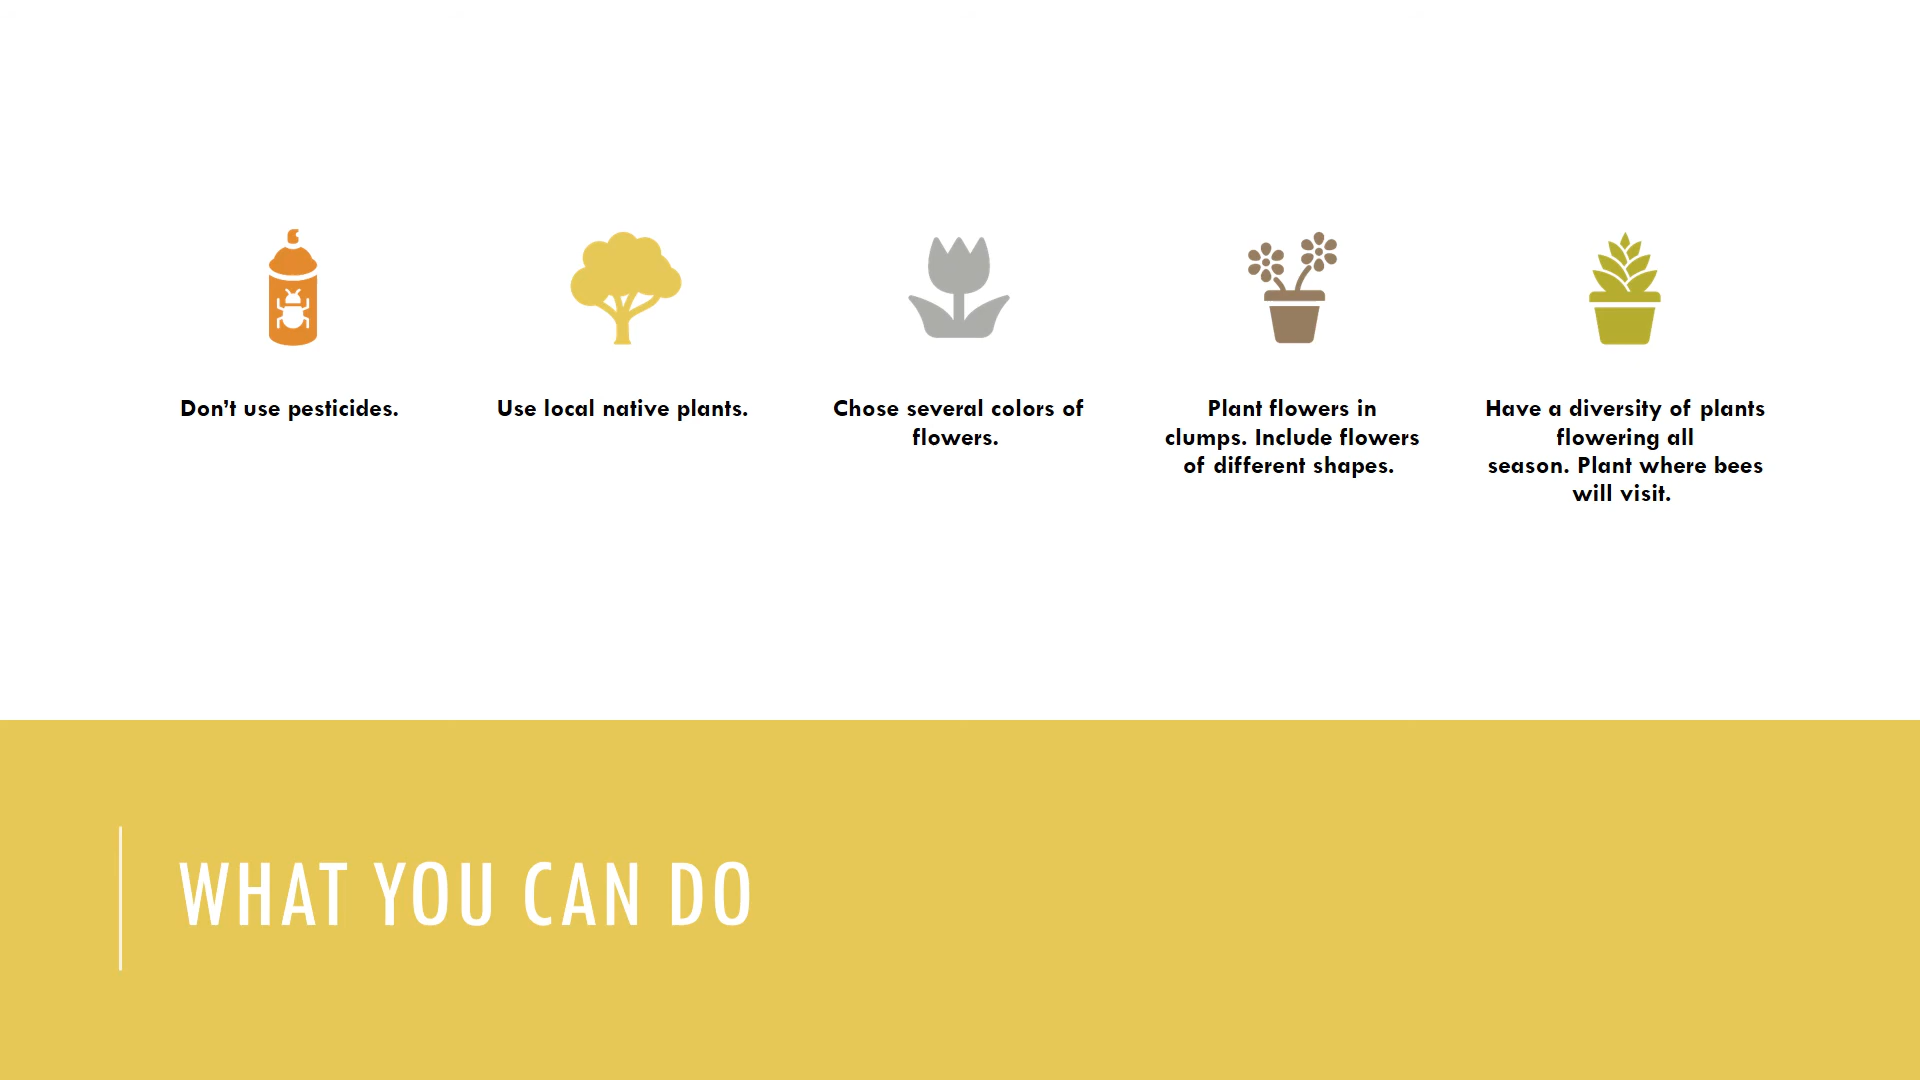 Don’t use pesticides.
Use local native plants.
Chose several colors of
flowers.
Plant flowers in
clumps. Include flowers
of different shapes.
Have a diversity of plants
flowering all
season. Plant where bees
will visit.
WHAT YOU CAN DO